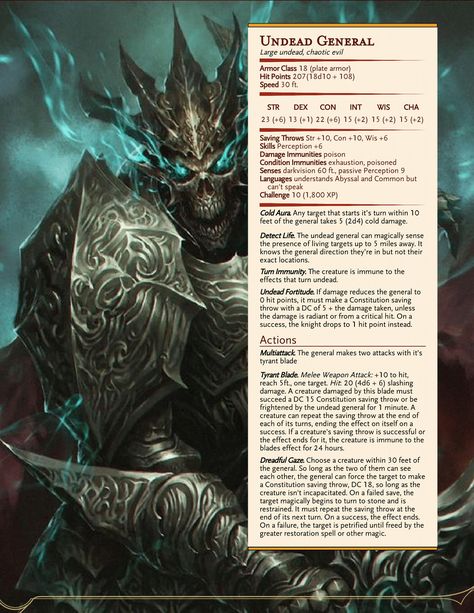 Undead General
Large undead, chaotic evil
Armor Class 18 (plate armor)
Hit Points 207(18d10 + 108)
Speed 30 ft.
STR DEX CON INT WIS CHA
23 (+6) 13 (+1) 22 (+6) 15 (+2) 15 (+2) 15 (+2)
Saving Throws Str +10, Con +10, Wis +6
Skills Perception +6
Damage Immunities poison
Condition Immunities exhaustion, poisoned
Senses darkvision 60 ft., passive Perception 9
Languages understands Abyssal and Common but
can't speak
Challenge 10 (1,800 XP)
Cold Aura. Any target that starts it's turn within 10
feet of the general takes 5 (2d4) cold damage.
Detect Life. The undead general can magically sense
the presence of living targets up to 5 miles away. It
knows the general direction they're in but not their
exact locations.
Turn Immunity. The creature is immune to the
effects that turn undead.
Undead Fortitude. If damage reduces the general to
0 hit points, it must make a Constitution saving
throw with a DC of 5 + the damage taken, unless
the damage is radiant or from a critical hit. On a
success, the knight drops to 1 hit point instead.
Actions
Multiattack. The general makes two attacks with it's
tyrant blade
Tyrant Blade. Melee Weapon Attack: +10 to hit,
reach 5ft., one target. Hit: 20 (4d6 + 6) slashing
damage. A creature damaged by this blade must
succeed a DC 15 Constitution saving throw or be
frightened by the undead general for 1 minute. A
creature can repeat the saving throw at the end of
each of its turns, ending the effect on itself on a
success. If a creature's saving throw is successful or
the effect ends for it, the creature is immune to the
blades effect for 24 hours.
Dreadful Gaze. Choose a creature within 30 feet of
the general. So long as the two of them can see
each other, the general can force the target to make
a Constitution saving throw, DC 18, so long as the
creature isn't incapacitated. On a failed save, the
target magically begins to turn to stone and is
restrained. It must repeat the saving throw at the
end of its next turn. On a success, the effect ends.
On a failure, the target is petrified until freed by the
greater restoration spell or other magic.